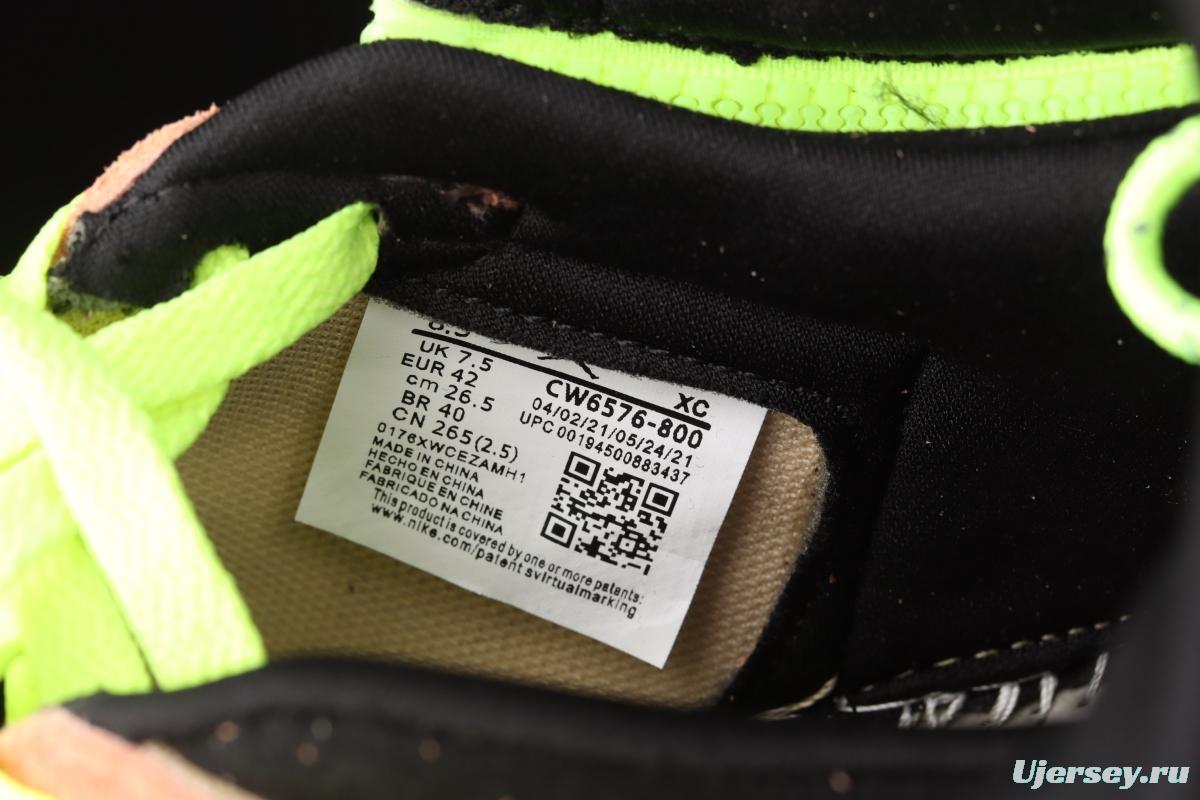 UK 7.5
EUR 42
cm 26.5
BR 40
CN 265(2.5)
XC
CW6576-800
04/02/21/05/24/21
UPC 00194500883437
0176XWCEZAMH1
MADE IN CHINA
HECHO EN CHINA
FABRIQUE EN CHINE
FABRICADO NA CHINA
This product is covered by one or more patents:
www.nike.com/patentsvirtualmarking
Ujersey.ru